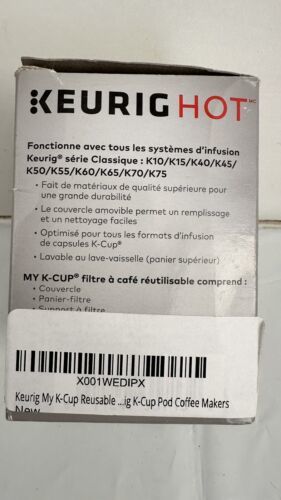 KEURIG HOT MC
Fonctionne avec tous les systèmes d'infusion
Keurig® série Classique : K10/K15/K40/K45/
K50/K55/K60/K65/K70/K75
• Fait de matériaux de qualité supérieure pour
une grande durabilité
• Le couvercle amovible permet un remplissage
et un nettoyage faciles
• Optimisé pour tous les formats d'infusion
de capsules K-Cup®
• Lavable au lave-vaisselle (panier supérieur)
MY K-CUP® filtre à café réutilisable comprend :
• Couvercle
• Panier-filtre
• Support à filtre
X001WEDIPX
Keurig My K-Cup Reusable ...ig K-Cup Pod Coffee Makers
New